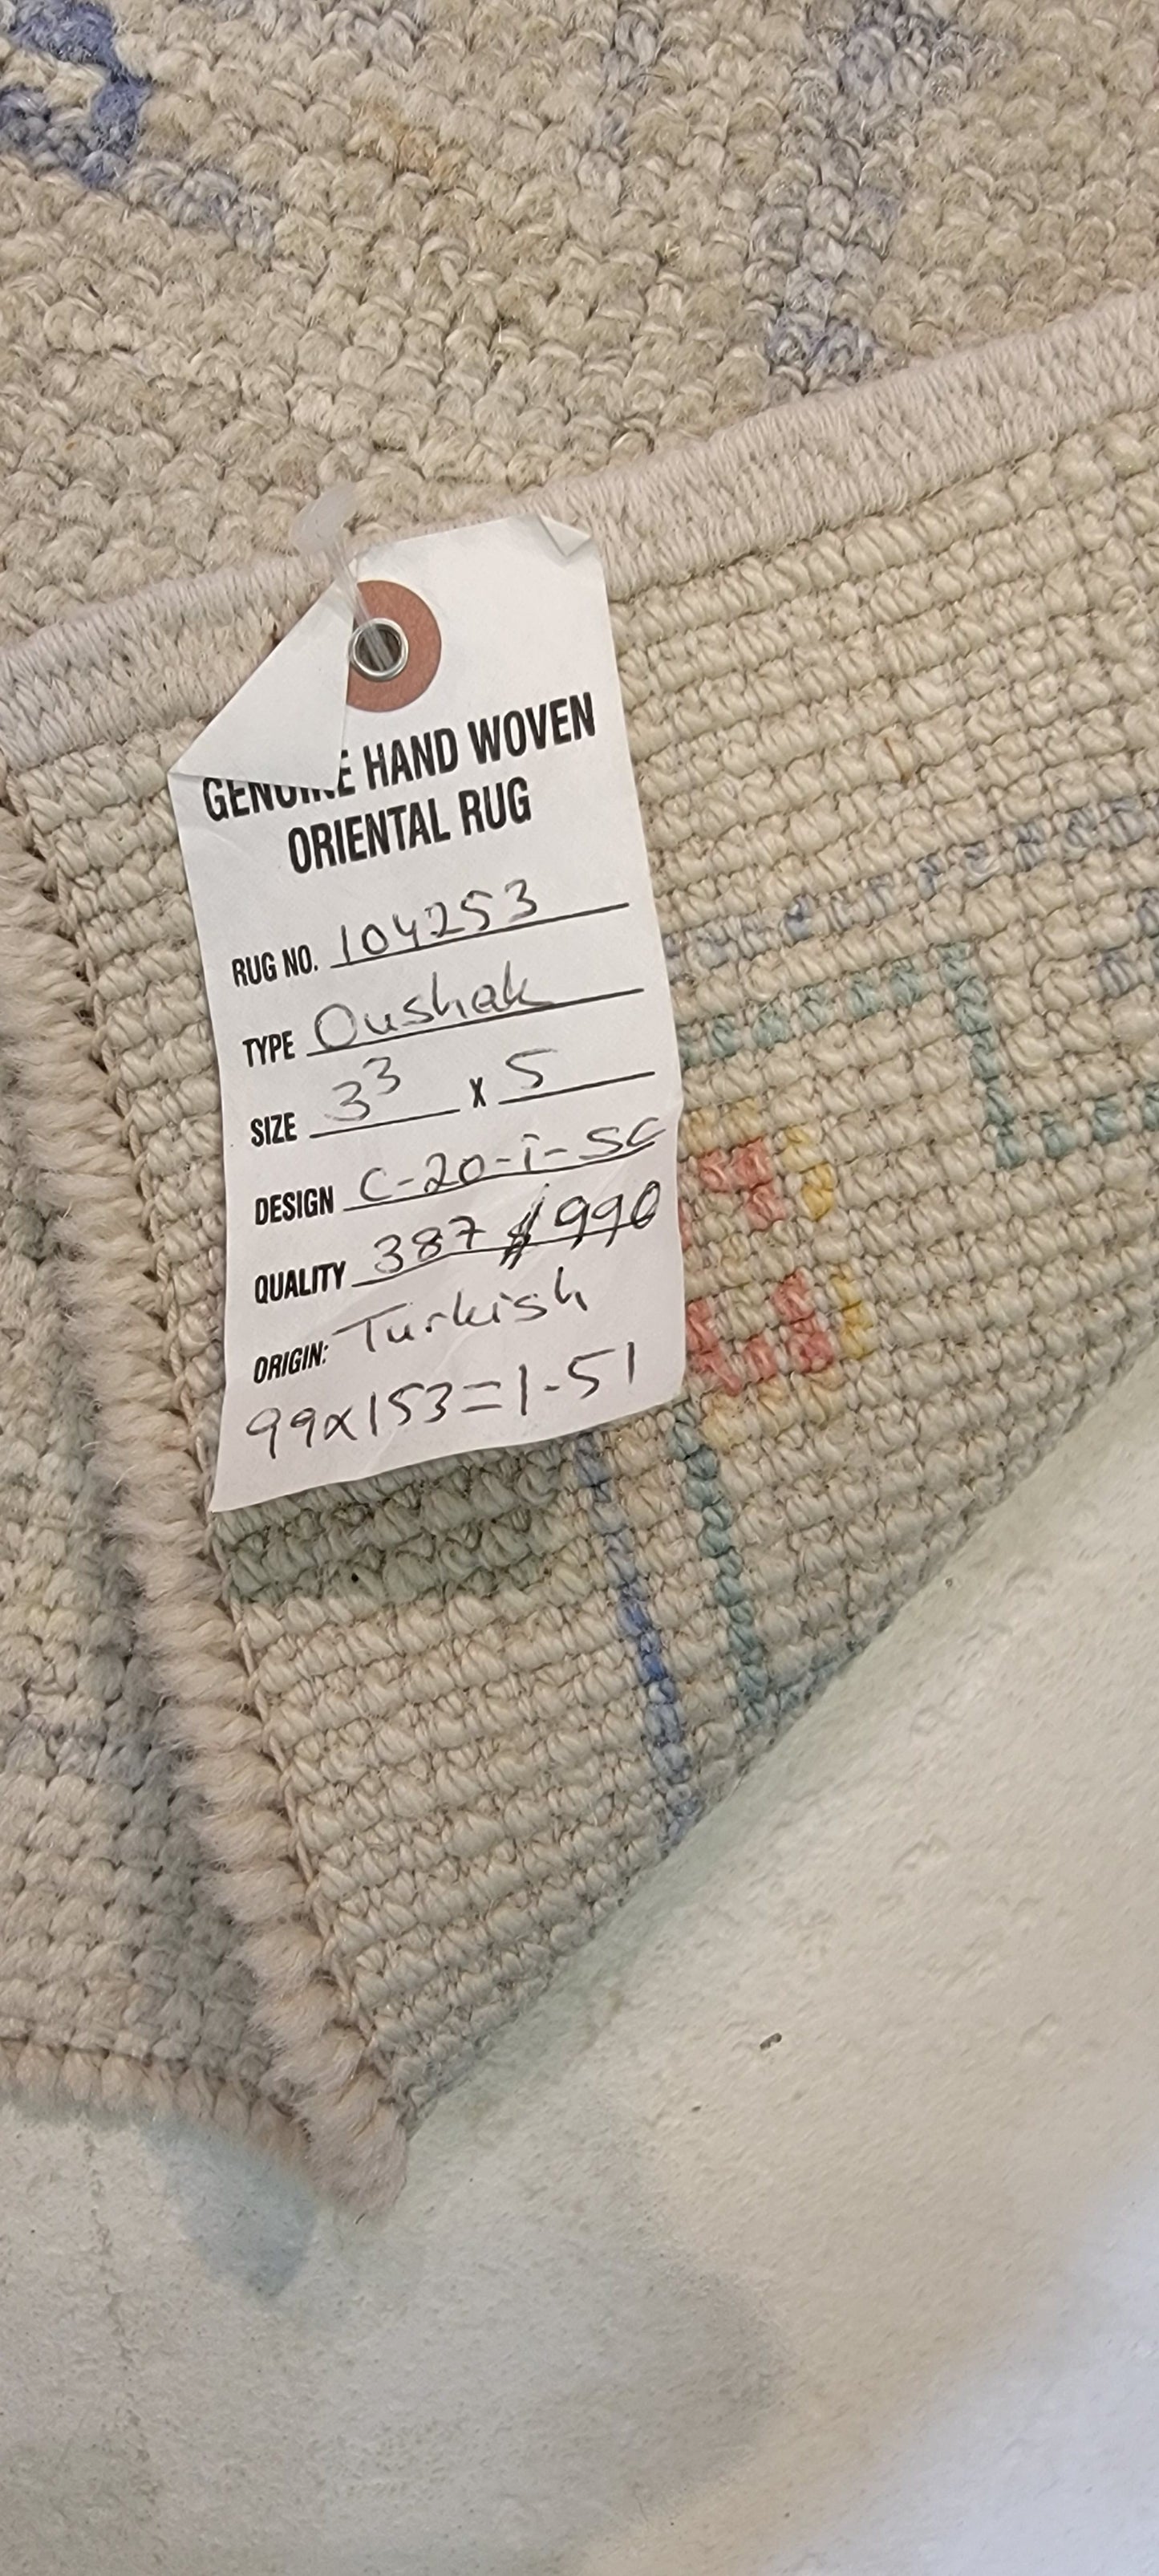 GENUINE HAND WOVEN
ORIENTAL RUG
RUG NO. 104253
TYPE Oushak
SIZE 3³ X 5
DESIGN C-20-i-SC
QUALITY 387 $990
ORIGIN: Turkish
99x153=1-51